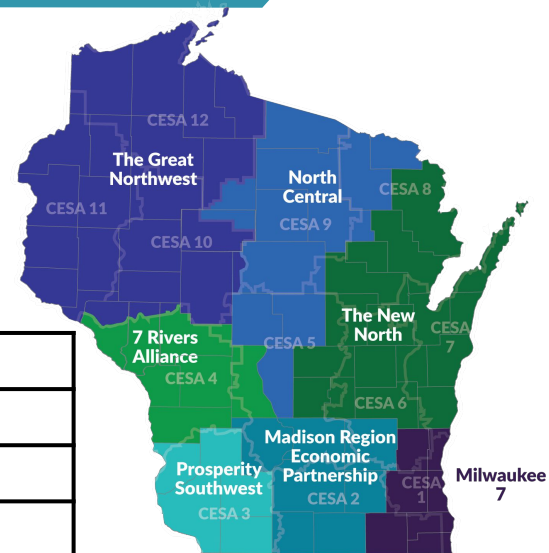 CESA 12
The Great
Northwest
CESA 11
CESA 10
North
Central
CESA 9
CESA 8
7 Rivers
Alliance
CESA 4
CESA 5
The New
North
CESA
7
CESA 6
Madison Region
Economic
Partnership
CESA 2
Prosperity
Southwest
CESA 3
CESA
1
Milwaukee
7